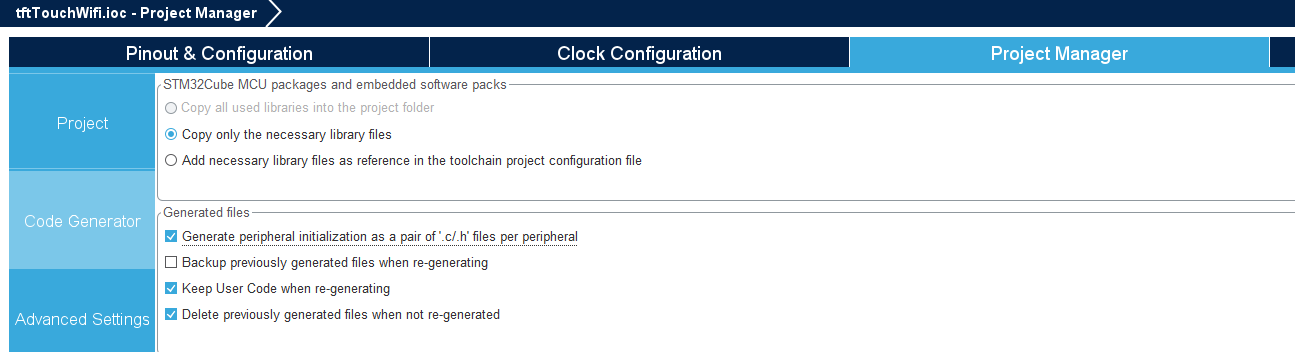 tftTouchWifi.ioc - Project Manager
Pinout & Configuration
Clock Configuration
Project Manager
Project
Code Generator
Advanced Settings
STM32Cube MCU packages and embedded software packs
Copy all used libraries into the project folder
Copy only the necessary library files
Add necessary library files as reference in the toolchain project configuration file
Generated files
Generate peripheral initialization as a pair of '.c/.h' files per peripheral
Backup previously generated files when re-generating
Keep User Code when re-generating
Delete previously generated files when not re-generated